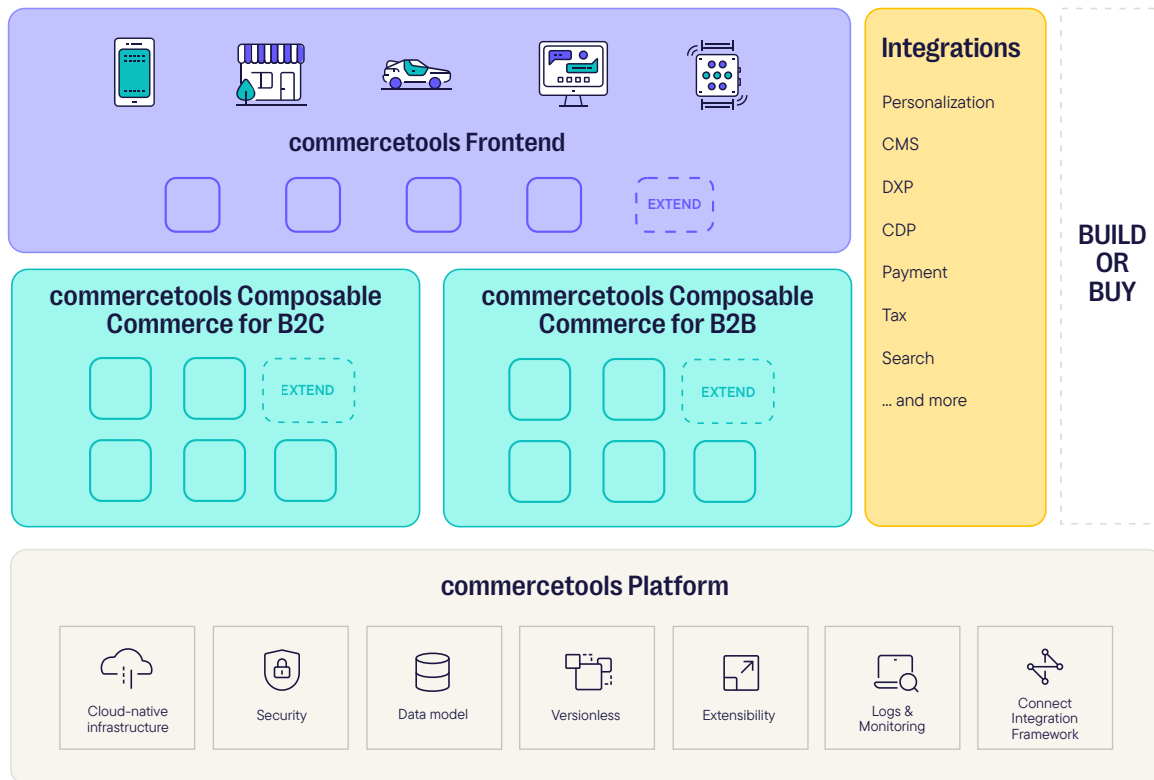 commercetools Frontend
EXTEND
commercetools Composable
Commerce for B2C
EXTEND
commercetools Composable
Commerce for B2B
EXTEND
Integrations
Personalization
CMS
DXP
CDP
Payment
Tax
Search
... and more
BUILD
OR
BUY
commercetools Platform
Cloud-native
infrastructure
Security
Data model
Versionless
Extensibility
Logs &
Monitoring
Connect
Integration
Framework